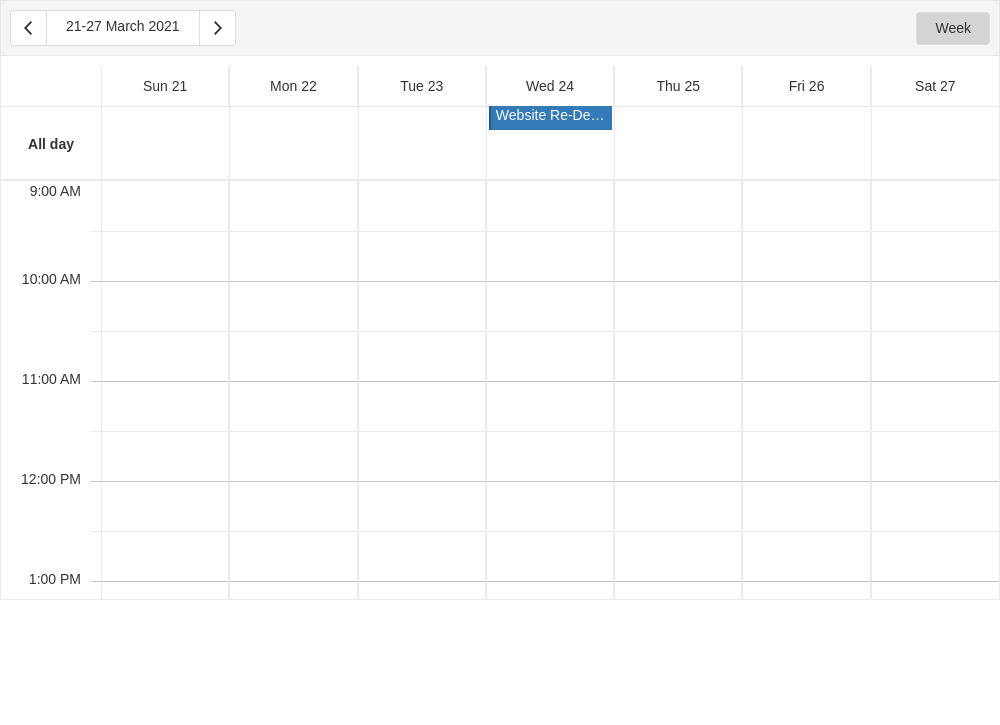 21-27 March 2021
Week
Sun 21
Mon 22
Tue 23
Wed 24
Thu 25
Fri 26
Sat 27
All day
Website Re-De…
9:00 AM
10:00 AM
11:00 AM
12:00 PM
1:00 PM